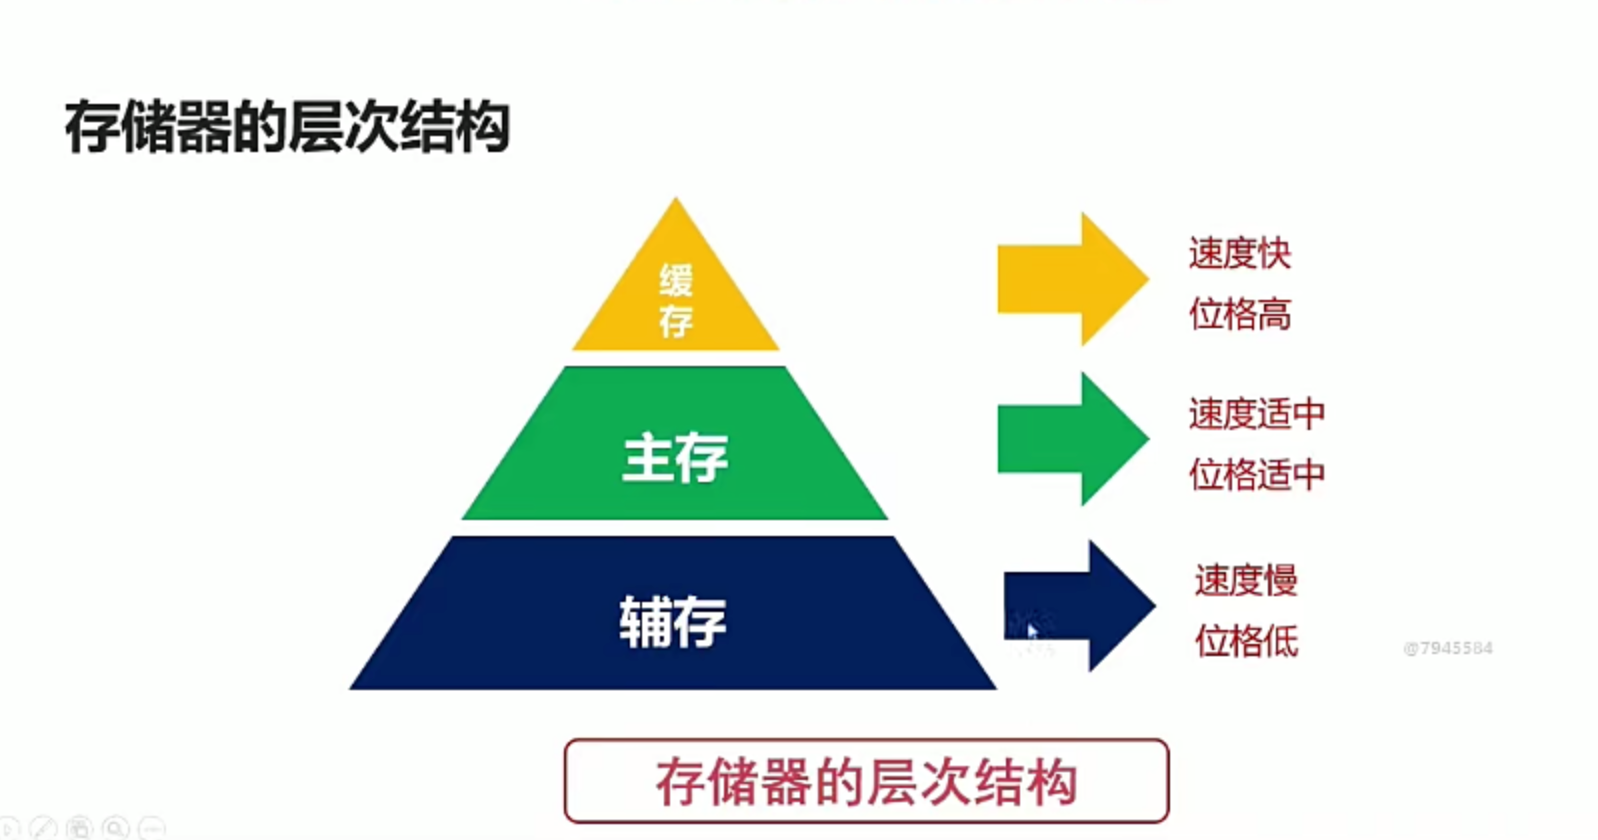 存储器的层次结构
缓
存
速度快
位格高
主存
速度适中
位格适中
辅存
速度慢
位格低
@7945584
存储器的层次结构